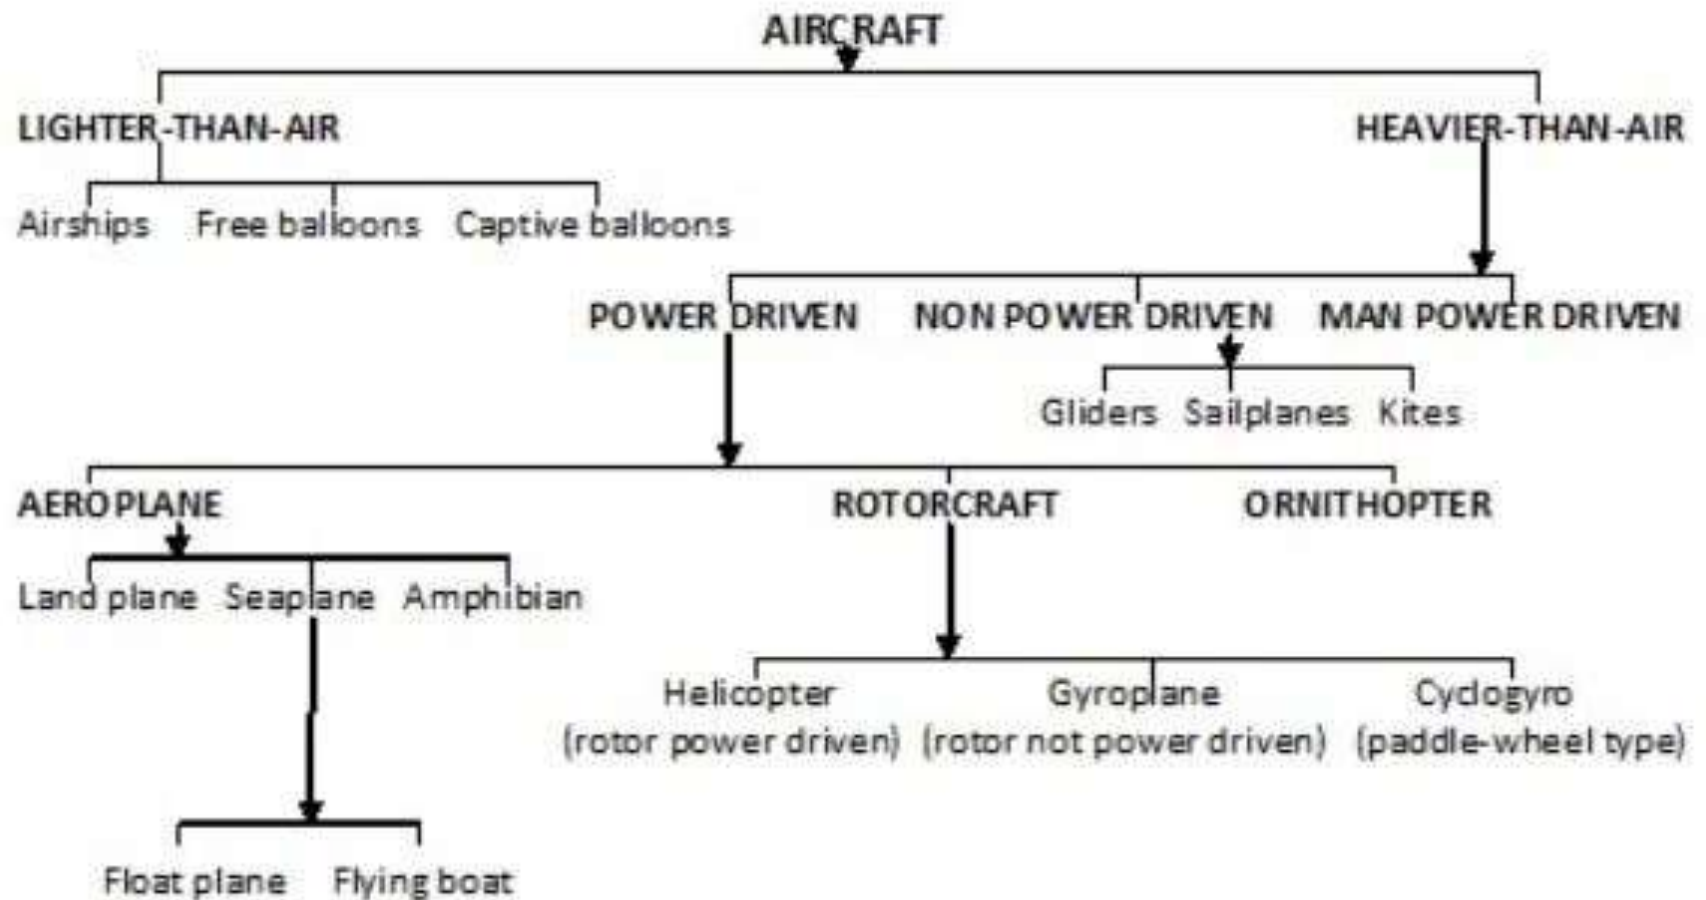 AIRCRAFT
LIGHTER-THAN-AIR HEAVIER-THAN-AIR
Airships Free balloons Captive balloons
POWER DRIVEN NON POWER DRIVEN MAN POWER DRIVEN
Gliders Sailplanes Kites
AEROPLANE ROTORCRAFT ORNITHOPTER
Land plane Seaplane Amphibian
Helicopter Gyroplane Cyclogyro
(rotor power driven) (rotor not power driven) (paddle-wheel type)
Float plane Flying boat